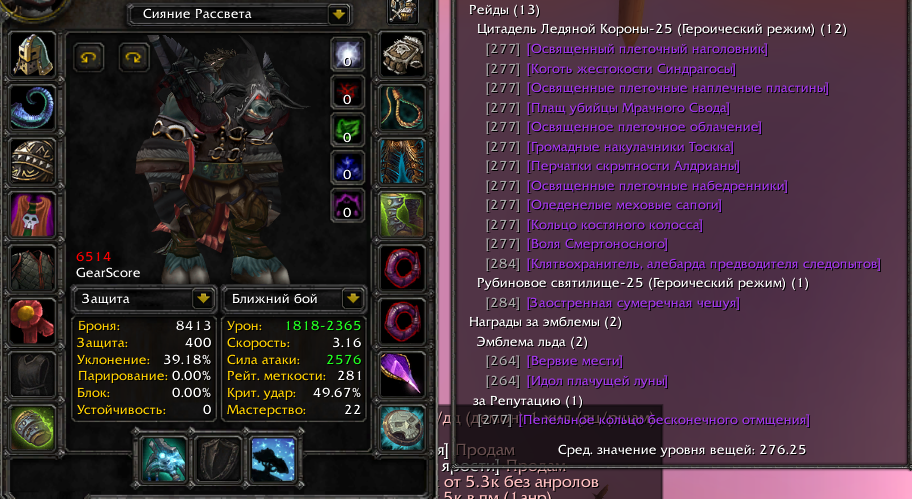 Сияние Рассвета
0
0
0
0
0
6514
GearScore
Защита
Броня: 8413
Защита: 400
Уклонение: 39.18%
Парирование: 0.00%
Блок: 0.00%
Устойчивость: 0
Ближний бой
Урон: 1818-2365
Скорость: 3.16
Сила атаки: 2576
Рейт. меткости: 281
Крит. удар: 49.67%
Мастерство: 22
Рейды (13)
Цитадель Ледяной Короны-25 (Героический режим) (12)
[277] [Освященный плеточный наголовник]
[277] [Коготь жестокости Синдрагосы]
[277] [Освященные плеточные наплечные пластины]
[277] [Плащ убийцы Мрачного Свода]
[277] [Освященное плеточное облачение]
[277] [Громадные накулачники Тоскка]
[277] [Перчатки скрытности Алдрианы]
[277] [Освященные плеточные набедренники]
[277] [Оледенелые меховые сапоги]
[277] [Кольцо костяного колосса]
[277] [Воля Смертоносного]
[284] [Клятвохранитель, алебарда предводителя следопытов]
Рубиновое святилище-25 (Героический режим) (1)
[284] [Заостренная сумеречная чешуя]
Награды за эмблемы (2)
Эмблема льда (2)
[264] [Вервие мести]
[264] [Идол плачущей луны]
за Репутацию (1)
[277] [Пепельное кольцо бесконечного отмщения]
Сред. значение уровня вещей: 276.25
] Продам
ярости] Продам
от 5.3к без анролов
5к в пм (1анр)